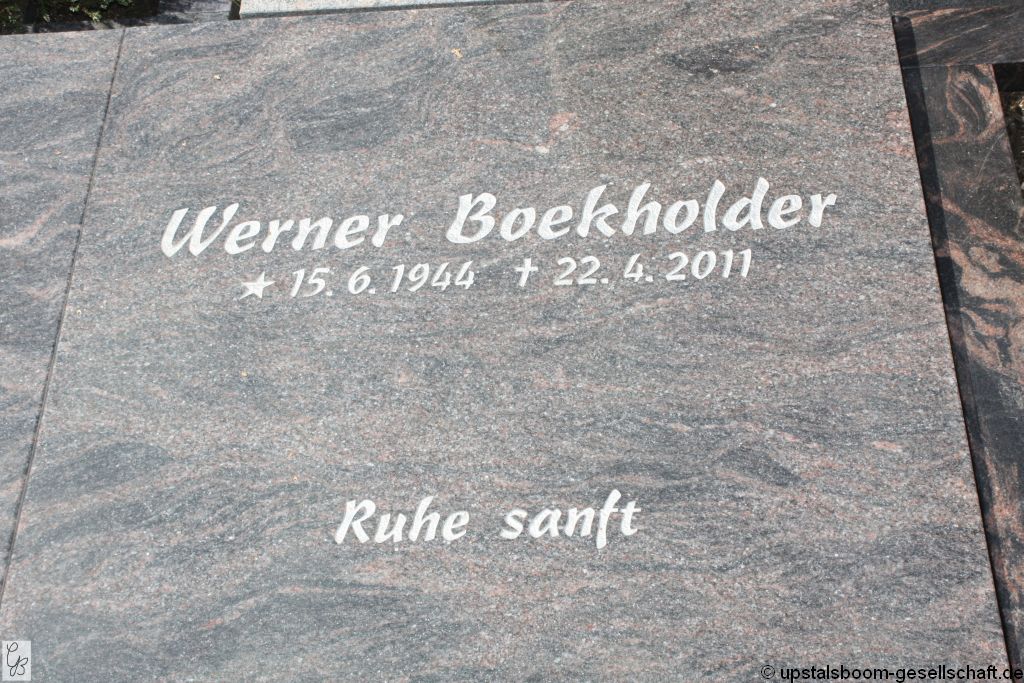 Werner Boekholder
★ 15. 6. 1944 ✝ 22. 4. 2011
Ruhe sanft
© upstalsboom-gesellschaft.de